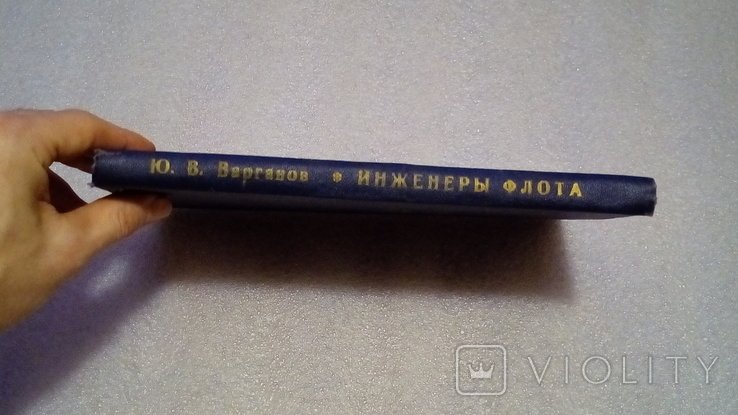 Ю. В. Варганов * ИНЖЕНЕРЫ ФЛОТА
VIOLITY